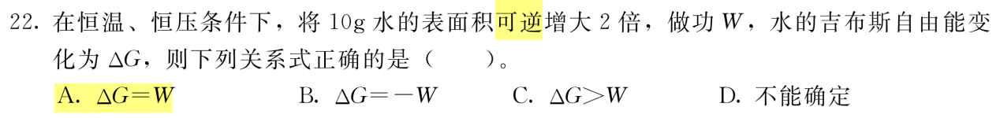 22. 在恒温、恒压条件下，将 10g 水的表面积可逆增大 2 倍，做功 W，水的吉布斯自由能变
化为 ΔG，则下列关系式正确的是（　　）。
A. ΔG=W　　B. ΔG=−W　　C. ΔG>W　　D. 不能确定